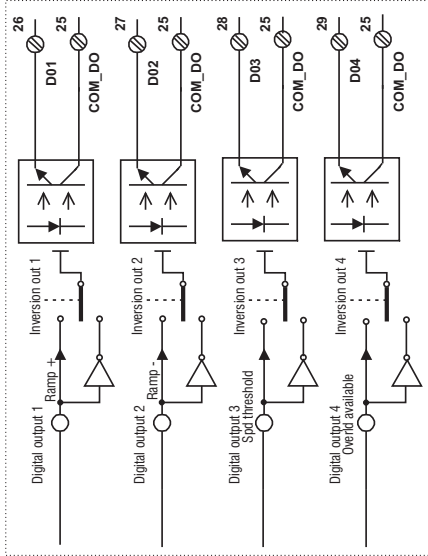 26
D01
25
COM_DO
Inversion out 1
Ramp +
Digital output 1
27
D02
25
COM_DO
Inversion out 2
Ramp -
Digital output 2
28
D03
25
COM_DO
Inversion out 3
Digital output 3
Spd threshold
29
D04
25
COM_DO
Inversion out 4
Digital output 4
Overld available